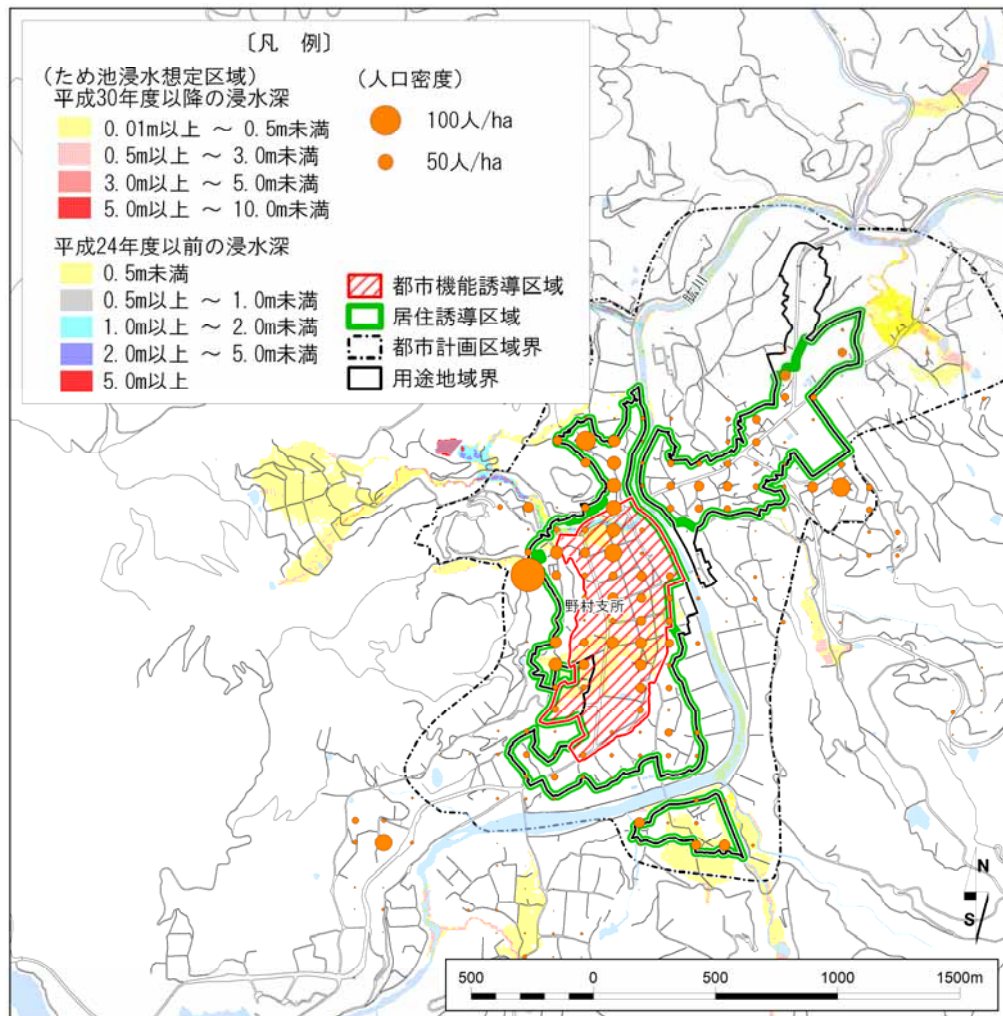 〔凡 例〕
（ため池浸水想定区域）
平成30年度以降の浸水深
0.01m以上 ～ 0.5m未満
0.5m以上 ～ 3.0m未満
3.0m以上 ～ 5.0m未満
5.0m以上 ～ 10.0m未満
平成24年度以前の浸水深
0.5m未満
0.5m以上 ～ 1.0m未満
1.0m以上 ～ 2.0m未満
2.0m以上 ～ 5.0m未満
5.0m以上
（人口密度）
100人/ha
50人/ha
都市機能誘導区域
居住誘導区域
都市計画区域界
用途地域界
肱川
野村支所
N
S
500 0 500 1000 1500m